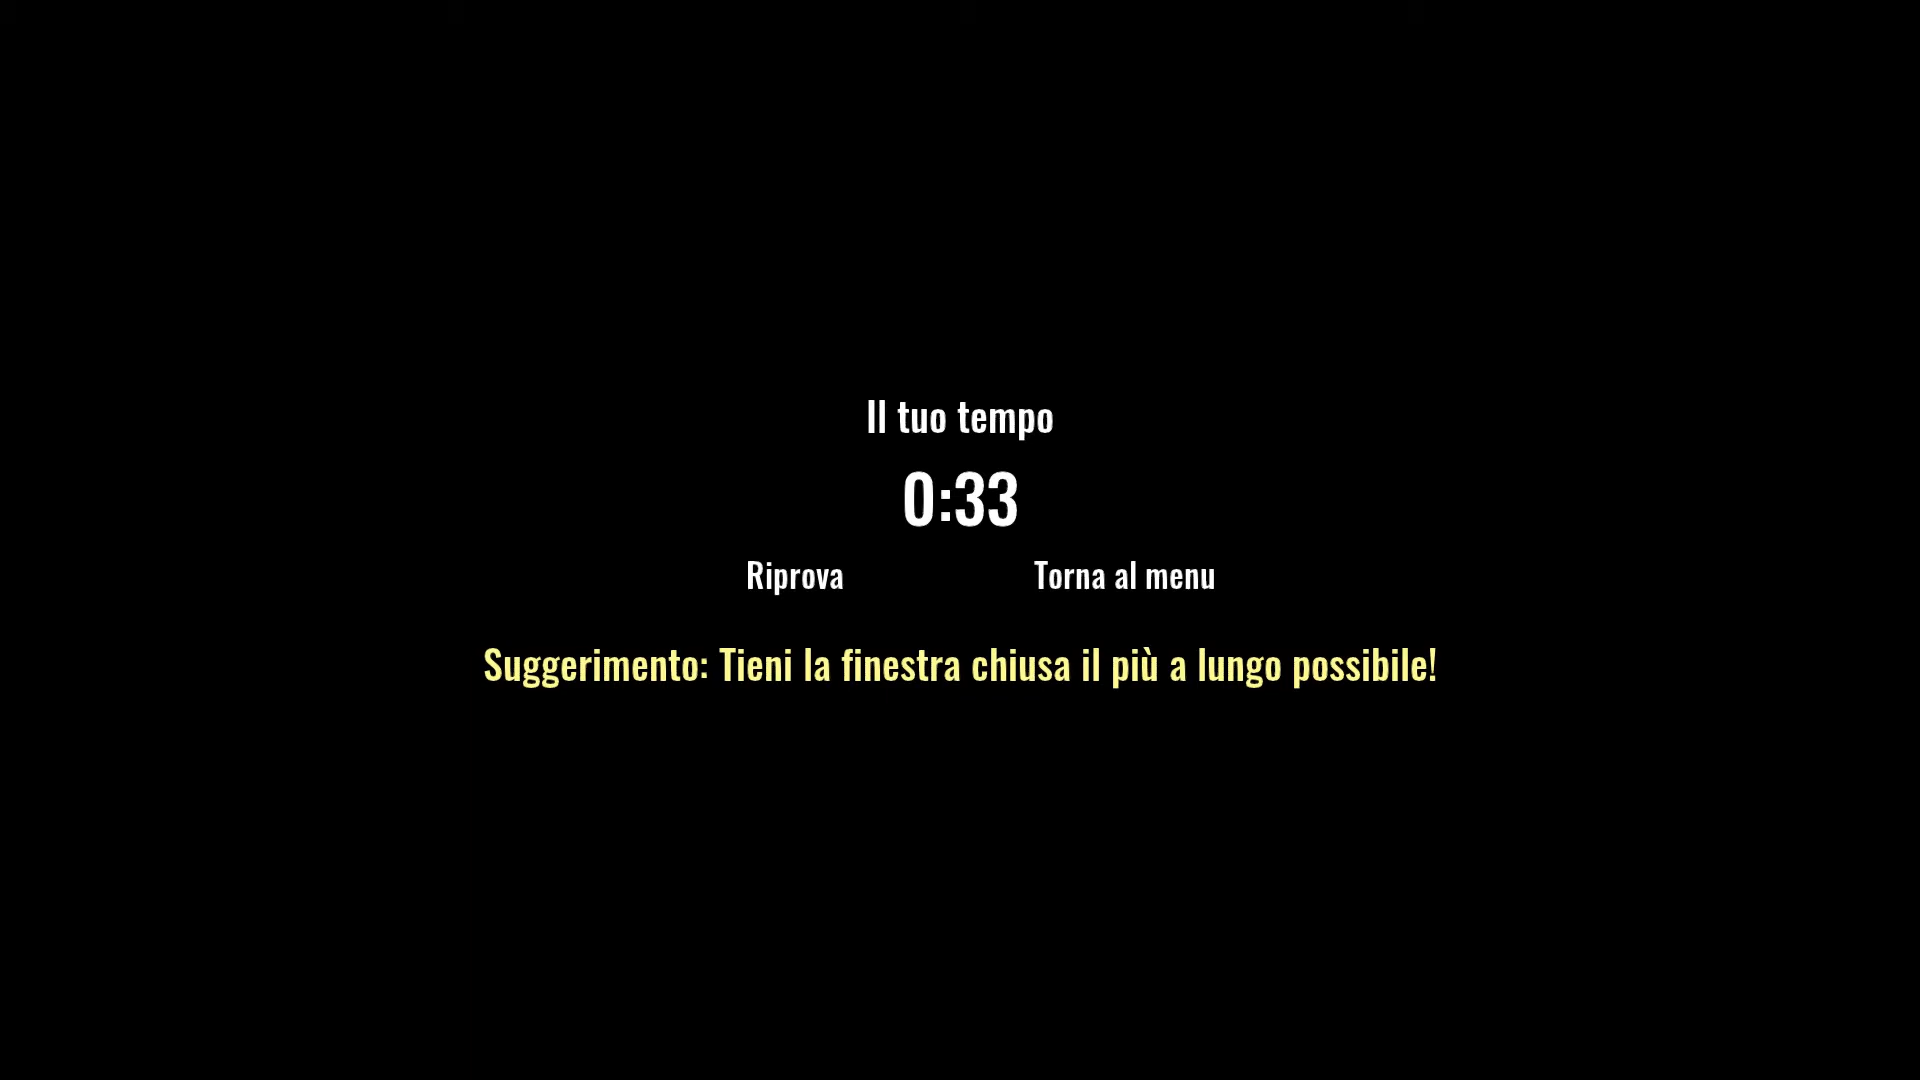 Il tuo tempo
0:33
Riprova Torna al menu
Suggerimento: Tieni la finestra chiusa il più a lungo possibile!